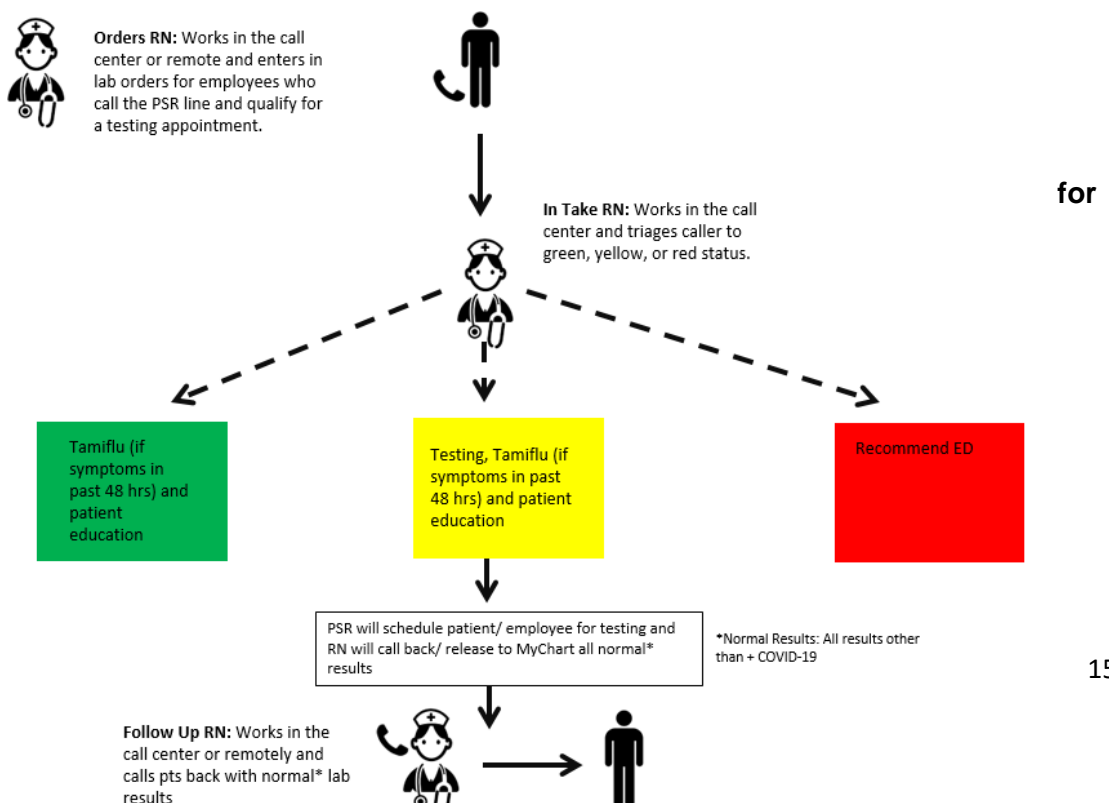 Orders RN: Works in the call
center or remote and enters in
lab orders for employees who
call the PSR line and qualify for
a testing appointment.
for
In Take RN: Works in the call
center and triages caller to
green, yellow, or red status.
Tamiflu (if
symptoms in
past 48 hrs) and
patient
education
Testing, Tamiflu (if
symptoms in past
48 hrs) and patient
education
Recommend ED
PSR will schedule patient/ employee for testing and
RN will call back/ release to MyChart all normal*
results
*Normal Results: All results other
than + COVID-19
15
Follow Up RN: Works in the
call center or remotely and
calls pts back with normal* lab
results